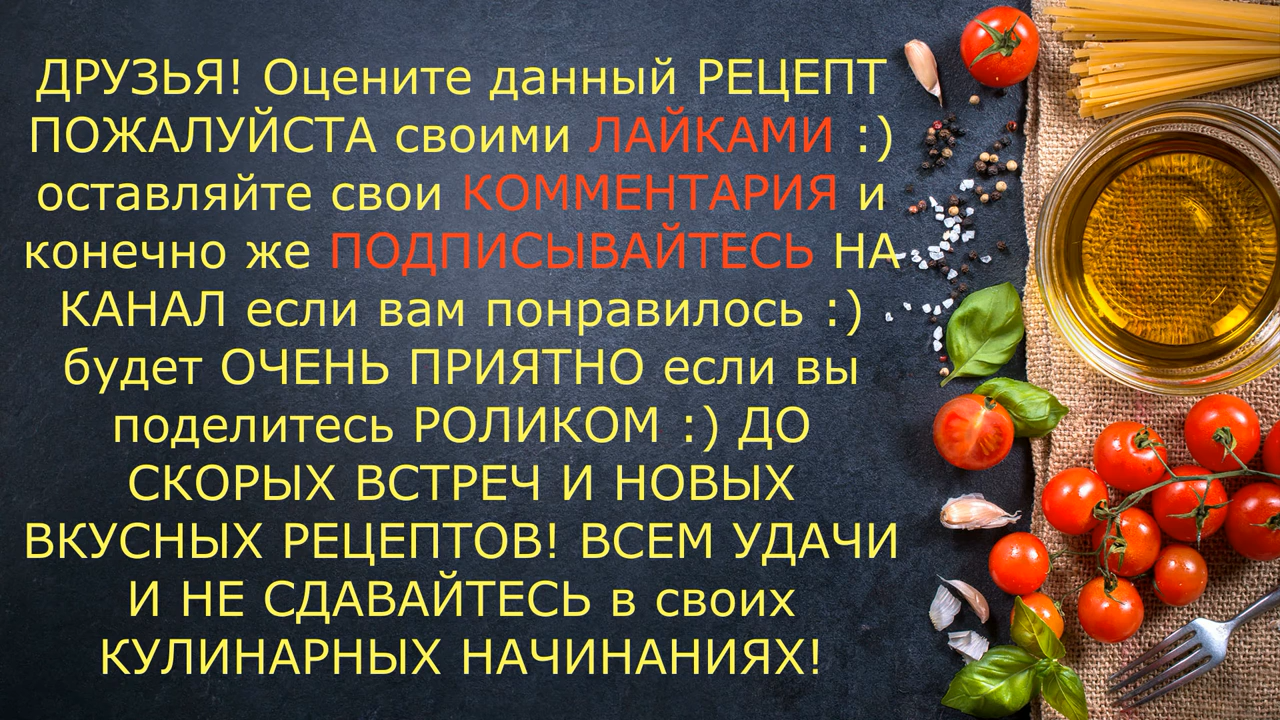 ДРУЗЬЯ! Оцените данный РЕЦЕПТ
ПОЖАЛУЙСТА своими ЛАЙКАМИ :)
оставляйте свои КОММЕНТАРИЯ и
конечно же ПОДПИСЫВАЙТЕСЬ НА
КАНАЛ если вам понравилось :)
будет ОЧЕНЬ ПРИЯТНО если вы
поделитесь РОЛИКОМ :) ДО
СКОРЫХ ВСТРЕЧ И НОВЫХ
ВКУСНЫХ РЕЦЕПТОВ! ВСЕМ УДАЧИ
И НЕ СДАВАЙТЕСЬ в своих
КУЛИНАРНЫХ НАЧИНАНИЯХ!